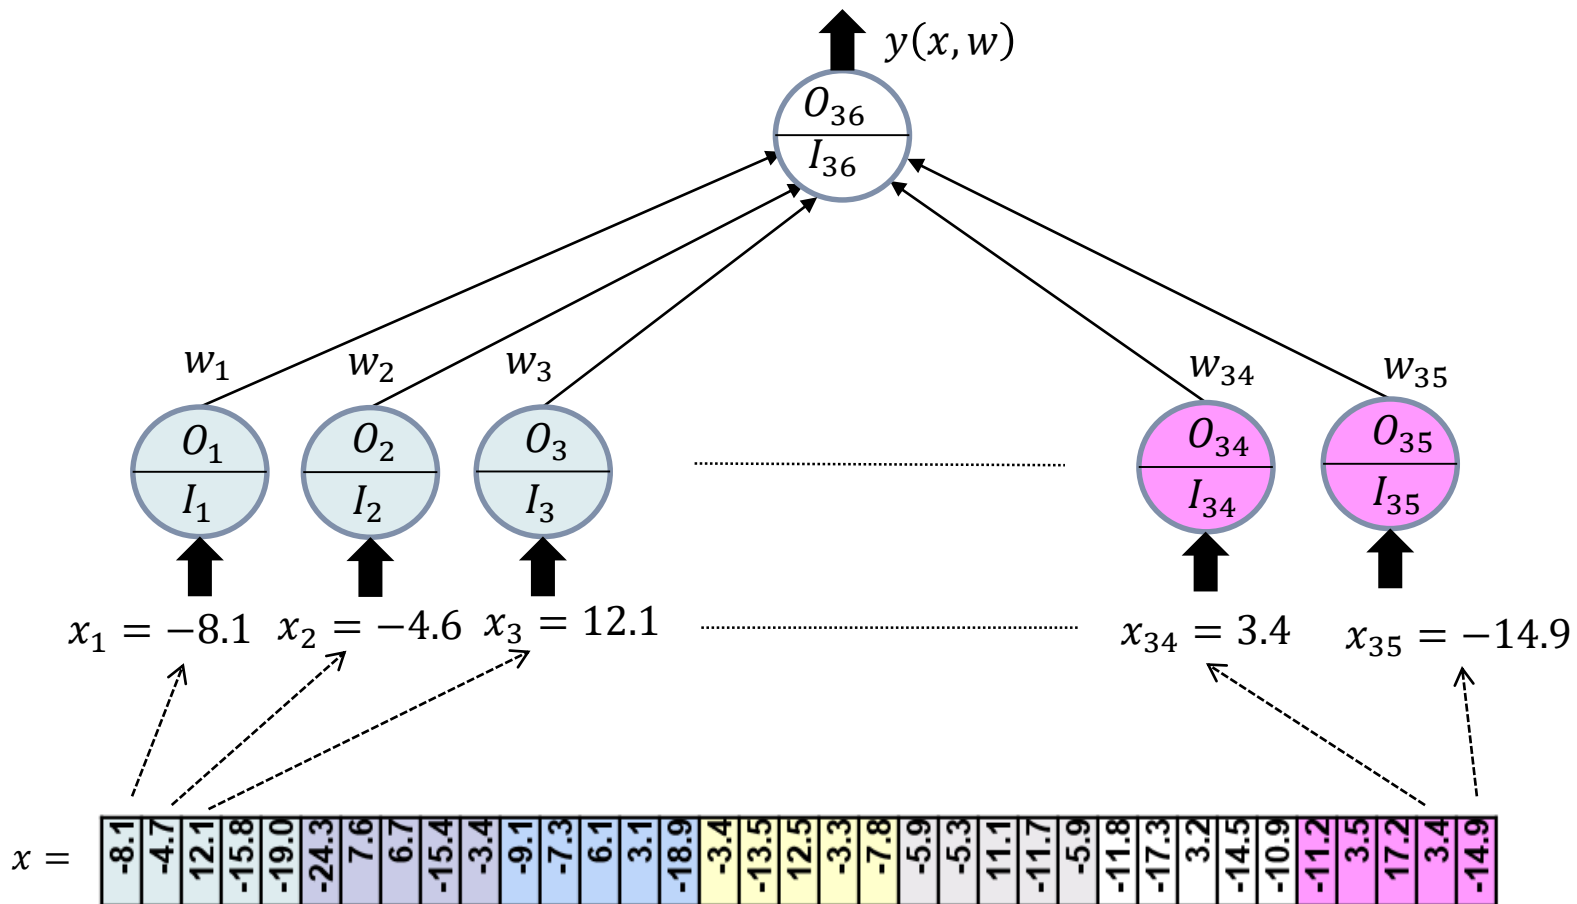 y(x, w)
O₃₆
I₃₆
w₁ w₂ w₃ w₃₄ w₃₅
O₁ O₂ O₃ O₃₄ O₃₅
I₁ I₂ I₃ I₃₄ I₃₅
x₁ = −8.1 x₂ = −4.6 x₃ = 12.1 x₃₄ = 3.4 x₃₅ = −14.9
x = -8.1 -4.7 12.1 -15.8 -19.0 -24.3 7.6 6.7 -15.4 -3.4 -9.1 -7.3 6.1 3.1 -18.9 -3.4 -13.5 12.5 -3.3 -7.8 -5.9 -5.3 11.1 -11.7 -5.9 -11.8 -17.3 3.2 -14.5 -10.9 -11.2 3.5 17.2 3.4 -14.9